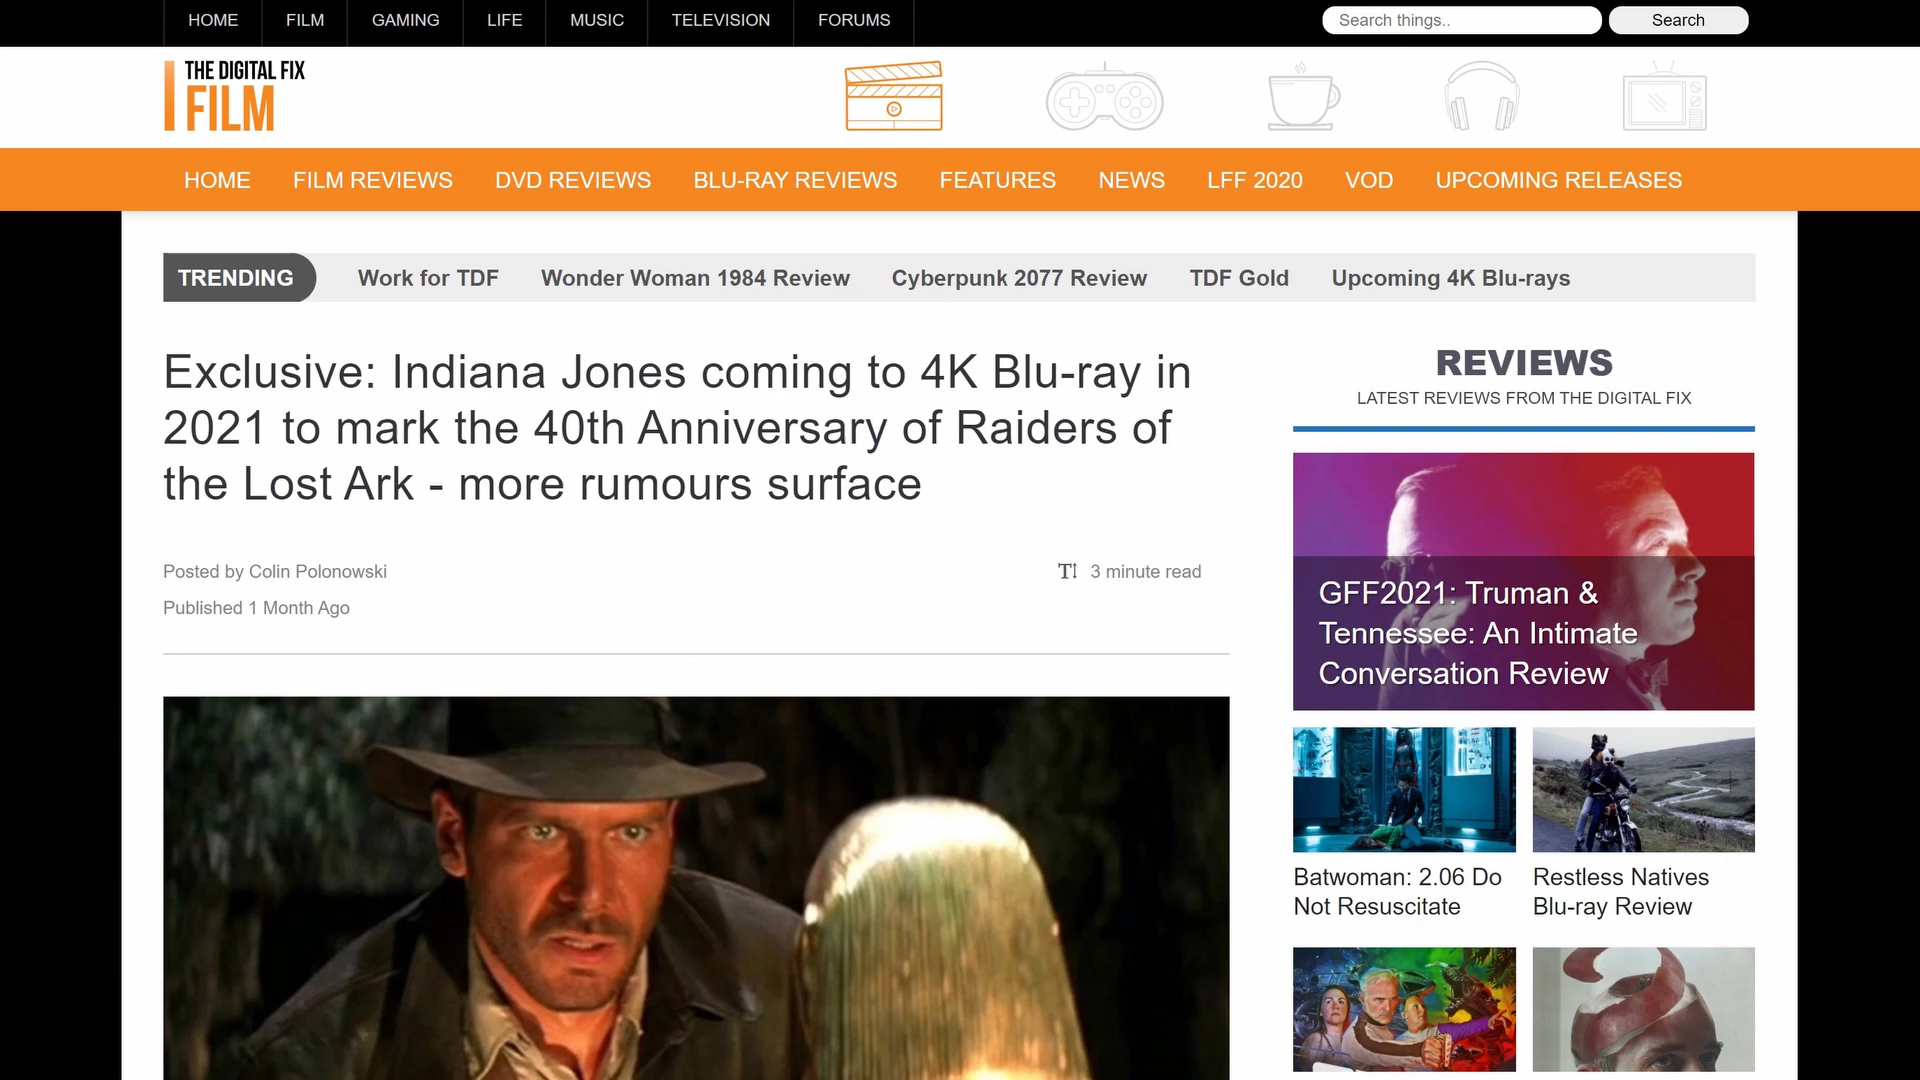 HOME FILM GAMING LIFE MUSIC TELEVISION FORUMS
Search things.. Search
THE DIGITAL FIX
FILM
HOME FILM REVIEWS DVD REVIEWS BLU-RAY REVIEWS FEATURES NEWS LFF 2020 VOD UPCOMING RELEASES
TRENDING Work for TDF Wonder Woman 1984 Review Cyberpunk 2077 Review TDF Gold Upcoming 4K Blu-rays
Exclusive: Indiana Jones coming to 4K Blu-ray in
2021 to mark the 40th Anniversary of Raiders of
the Lost Ark - more rumours surface
Posted by Colin Polonowski
3 minute read
Published 1 Month Ago
REVIEWS
LATEST REVIEWS FROM THE DIGITAL FIX
GFF2021: Truman &
Tennessee: An Intimate
Conversation Review
Batwoman: 2.06 Do
Not Resuscitate
Restless Natives
Blu-ray Review